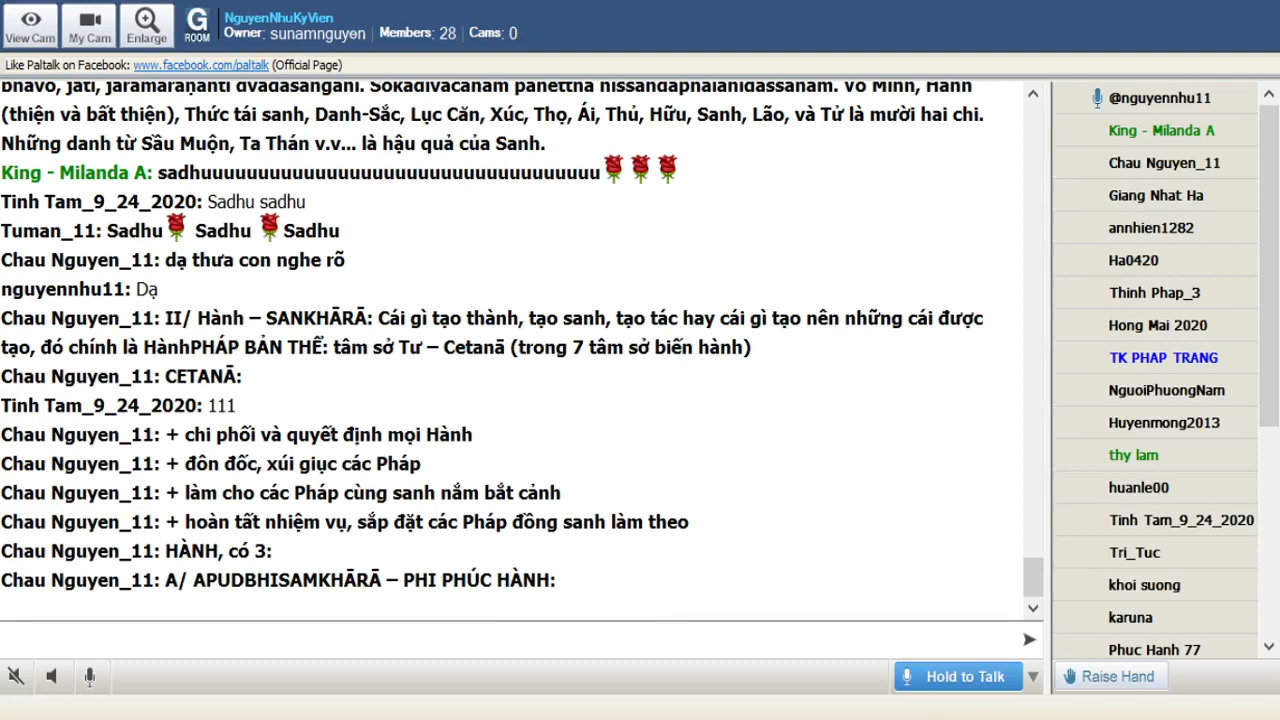 View Cam
My Cam
Enlarge
G
ROOM
NguyenNhuKyVien
Owner: sunamnguyen | Members: 28 | Cams: 0
Like Paltalk on Facebook: www.facebook.com/paltalk (Official Page)
bhavo, jāti, jarāmaraṇanti dvādasaṅgāni. Sokādivacanaṃ panettha nissandaphalanidassanaṃ. Vô Minh, Hành
(thiện và bất thiện), Thức tái sanh, Danh-Sắc, Lục Căn, Xúc, Thọ, Ái, Thủ, Hữu, Sanh, Lão, và Tử là mười hai chi.
Những danh từ Sầu Muộn, Ta Thán v.v... là hậu quả của Sanh.
King - Milanda A: sadhuuuuuuuuuuuuuuuuuuuuuuuuuuuuuuuuuuu
Tinh Tam_9_24_2020: Sadhu sadhu
Tuman_11: Sadhu Sadhu Sadhu
Chau Nguyen_11: dạ thưa con nghe rõ
nguyennhu11: Dạ
Chau Nguyen_11: II/ Hành – SANKHĀRĀ: Cái gì tạo thành, tạo sanh, tạo tác hay cái gì tạo nên những cái được
tạo, đó chính là HànhPHÁP BẢN THỂ: tâm sở Tư – Cetanā (trong 7 tâm sở biến hành)
Chau Nguyen_11: CETANĀ:
Tinh Tam_9_24_2020: 111
Chau Nguyen_11: + chi phối và quyết định mọi Hành
Chau Nguyen_11: + đôn đốc, xúi giục các Pháp
Chau Nguyen_11: + làm cho các Pháp cùng sanh nắm bắt cảnh
Chau Nguyen_11: + hoàn tất nhiệm vụ, sắp đặt các Pháp đồng sanh làm theo
Chau Nguyen_11: HÀNH, có 3:
Chau Nguyen_11: A/ APUDBHISAMKHĀRĀ – PHI PHÚC HÀNH:
@nguyennhu11
King - Milanda A
Chau Nguyen_11
Giang Nhat Ha
annhien1282
Ha0420
Thinh Phap_3
Hong Mai 2020
TK PHAP TRANG
NguoiPhuongNam
Huyenmong2013
thy lam
huanle00
Tinh Tam_9_24_2020
Tri_Tuc
khoi suong
karuna
Phuc Hanh 77
Hold to Talk
Raise Hand